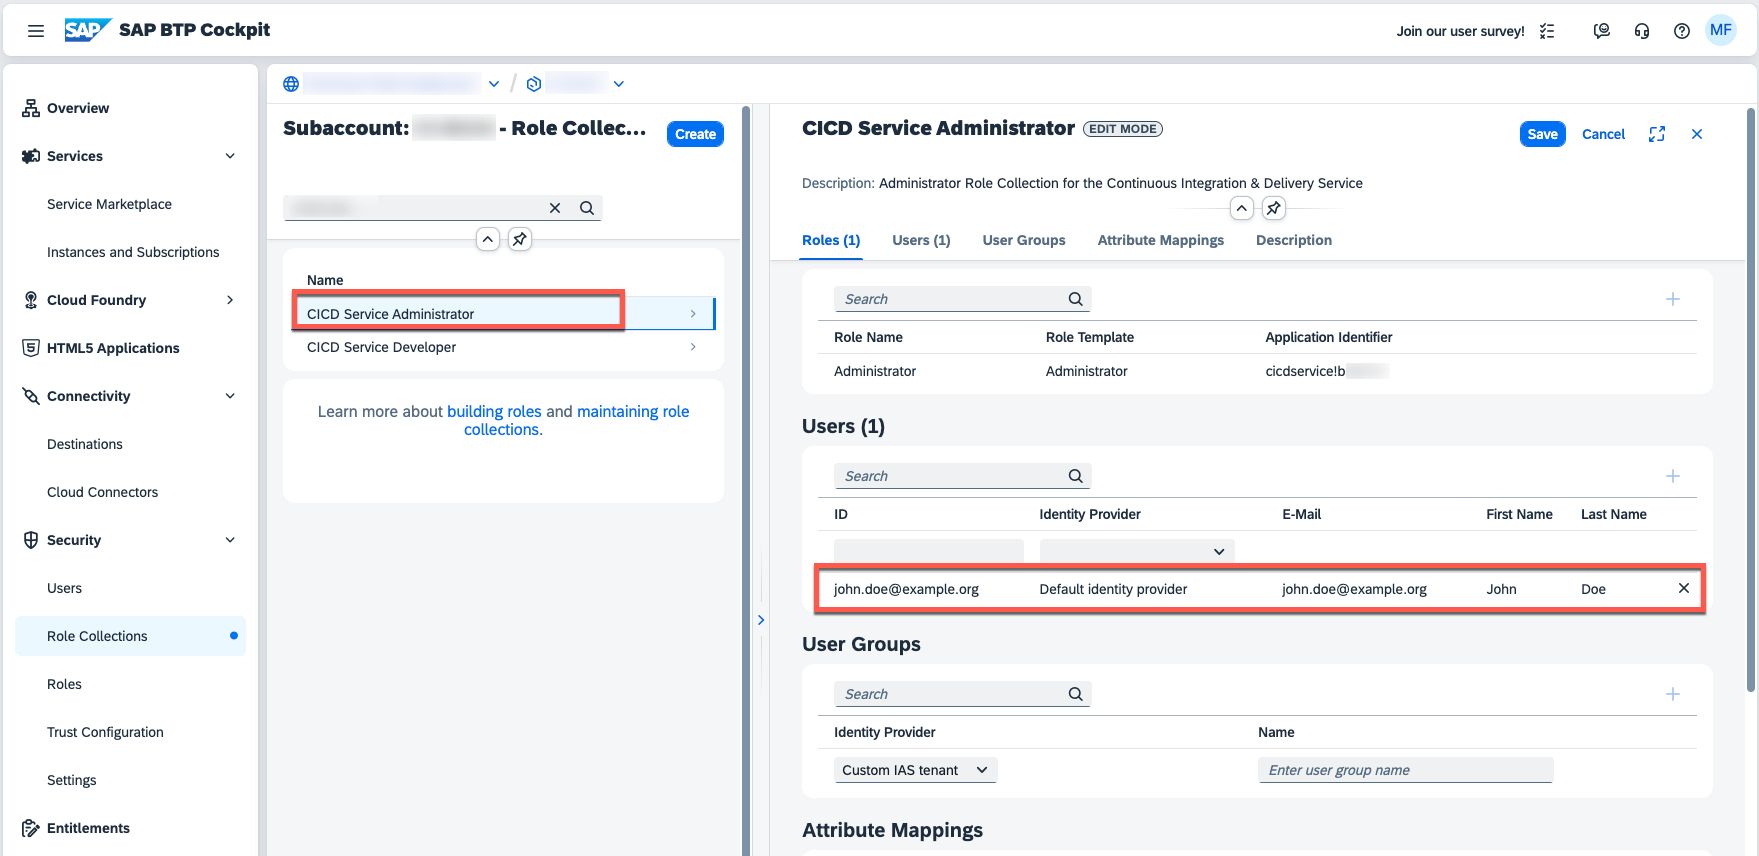 SAP SAP BTP Cockpit
Join our user survey!
MF
Overview
Services
Service Marketplace
Instances and Subscriptions
Cloud Foundry
HTML5 Applications
Connectivity
Destinations
Cloud Connectors
Security
Users
Role Collections
Roles
Trust Configuration
Settings
Entitlements
/
Subaccount: - Role Collec...
Create
Name
CICD Service Administrator
CICD Service Developer
Learn more about building roles and maintaining role
collections.
CICD Service Administrator EDIT MODE
Save Cancel
Description: Administrator Role Collection for the Continuous Integration & Delivery Service
Roles (1) Users (1) User Groups Attribute Mappings Description
Search
Role Name Role Template Application Identifier
Administrator Administrator cicdservice!b
Users (1)
Search
ID Identity Provider E-Mail First Name Last Name
john.doe@example.org Default identity provider john.doe@example.org John Doe
User Groups
Search
Identity Provider Name
Custom IAS tenant Enter user group name
Attribute Mappings